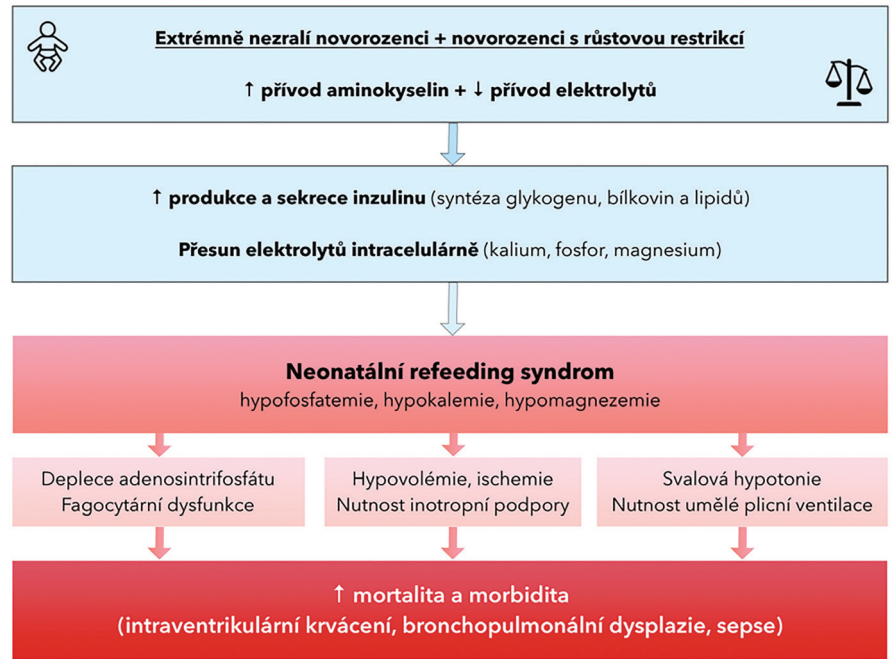 Extrémně nezralí novorozenci + novorozenci s růstovou restrikcí
↑ přívod aminokyselin + ↓ přívod elektrolytů
↑ produkce a sekrece inzulinu (syntéza glykogenu, bílkovin a lipidů)
Přesun elektrolytů intracelulárně (kalium, fosfor, magnesium)
Neonatální refeeding syndrom
hypofosfatemie, hypokalemie, hypomagnezemie
Deplece adenosintrifosfátu
Fagocytární dysfunkce
Hypovolémie, ischemie
Nutnost inotropní podpory
Svalová hypotonie
Nutnost umělé plicní ventilace
↑ mortalita a morbidita
(intraventrikulární krvácení, bronchopulmonální dysplazie, sepse)